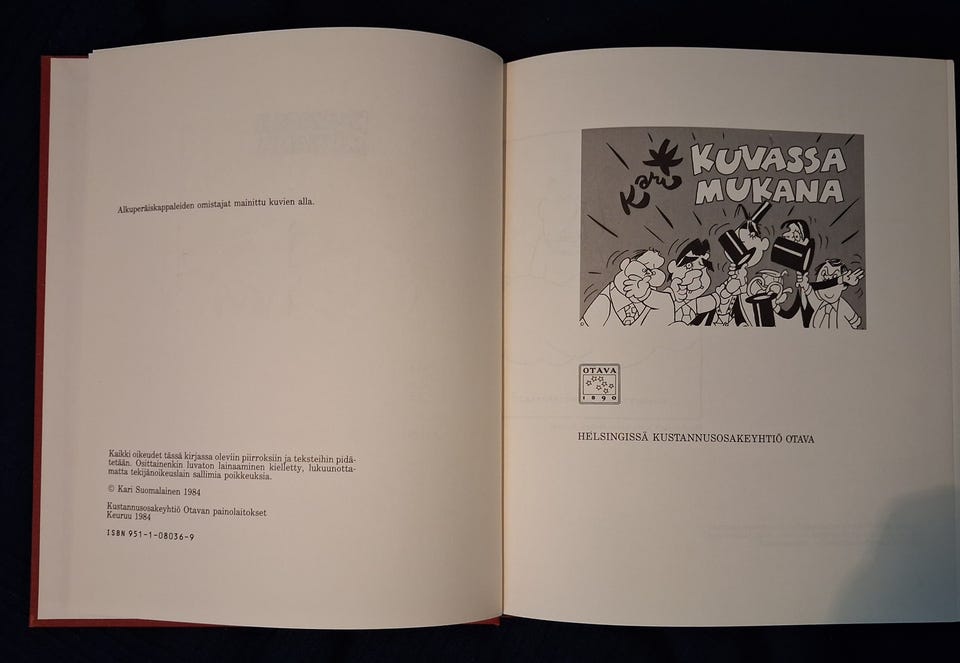 Alkuperäiskappaleiden omistajat mainittu kuvien alla.
Kaikki oikeudet tässä kirjassa oleviin piirroksiin ja teksteihin pidä-
tetään. Osittainenkin luvaton lainaaminen kielletty, lukuunotta-
matta tekijänoikeuslain sallimia poikkeuksia.
© Kari Suomalainen 1984
Kustannusosakeyhtiö Otavan painolaitokset
Keuruu 1984
ISBN 951-1-08036-9
Kari
KUVASSA
MUKANA
OTAVA
1890
HELSINGISSÄ KUSTANNUSOSAKEYHTIÖ OTAVA